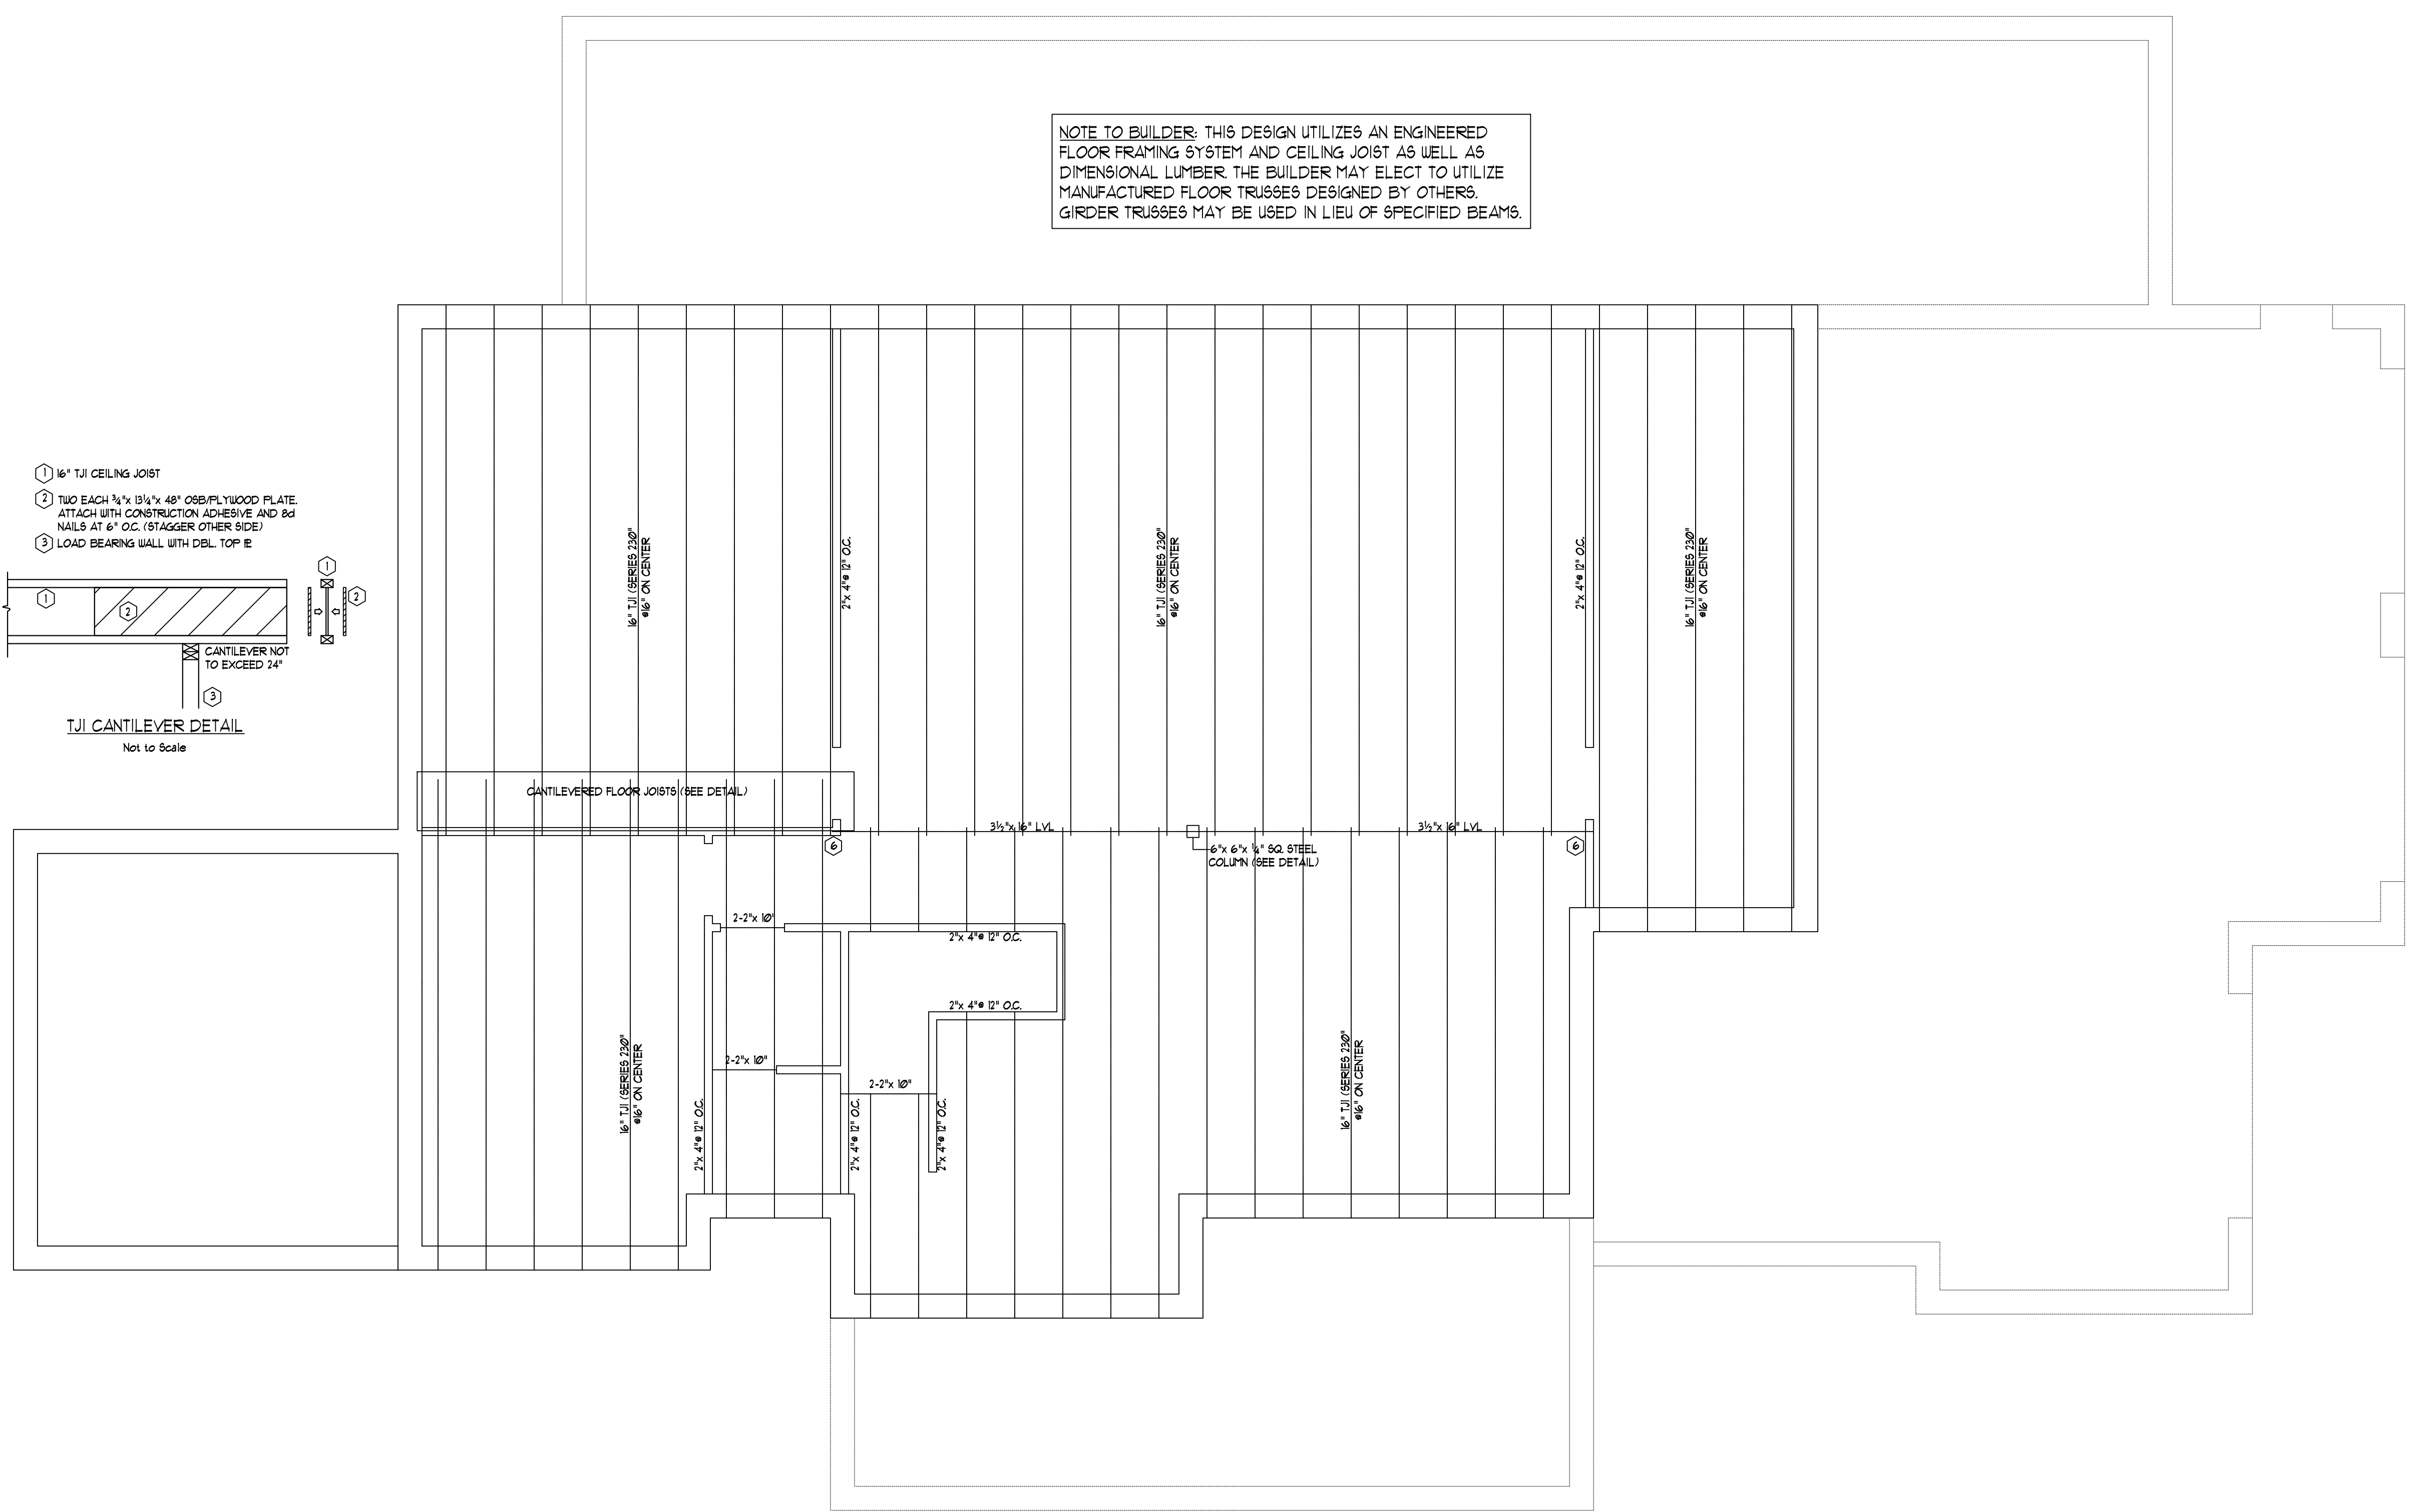 NOTE TO BUILDER: THIS DESIGN UTILIZES AN ENGINEERED
FLOOR FRAMING SYSTEM AND CEILING JOIST AS WELL AS
DIMENSIONAL LUMBER. THE BUILDER MAY ELECT TO UTILIZE
MANUFACTURED FLOOR TRUSSES DESIGNED BY OTHERS.
GIRDER TRUSSES MAY BE USED IN LIEU OF SPECIFIED BEAMS.
1 16" TJI CEILING JOIST
2 TWO EACH ¾"x 13¼"x 48" OSB/PLYWOOD PLATE.
ATTACH WITH CONSTRUCTION ADHESIVE AND 8d
NAILS AT 6" O.C. (STAGGER OTHER SIDE)
3 LOAD BEARING WALL WITH DBL. TOP PL
1
2
1
2
CANTILEVER NOT
TO EXCEED 24"
3
TJI CANTILEVER DETAIL
Not to Scale
16" TJI (SERIES 230"
@16" ON CENTER
2"x 4"@ 12" O.C.
16" TJI (SERIES 230"
@16" ON CENTER
2"x 4"@ 12" O.C.
16" TJI (SERIES 230"
@16" ON CENTER
CANTILEVERED FLOOR JOISTS (SEE DETAIL)
3½"x 16" LVL
3½"x 16" LVL
6
6"x 6"x ¼" SQ. STEEL
COLUMN (SEE DETAIL)
6
2-2"x 10"
2"x 4"@ 12" O.C.
2"x 4"@ 12" O.C.
2-2"x 10"
2-2"x 10"
16" TJI (SERIES 230"
@16" ON CENTER
2"x 4"@ 12" O.C.
2"x 4"@ 12" O.C.
2"x 4"@ 12" O.C.
16" TJI (SERIES 230"
@16" ON CENTER